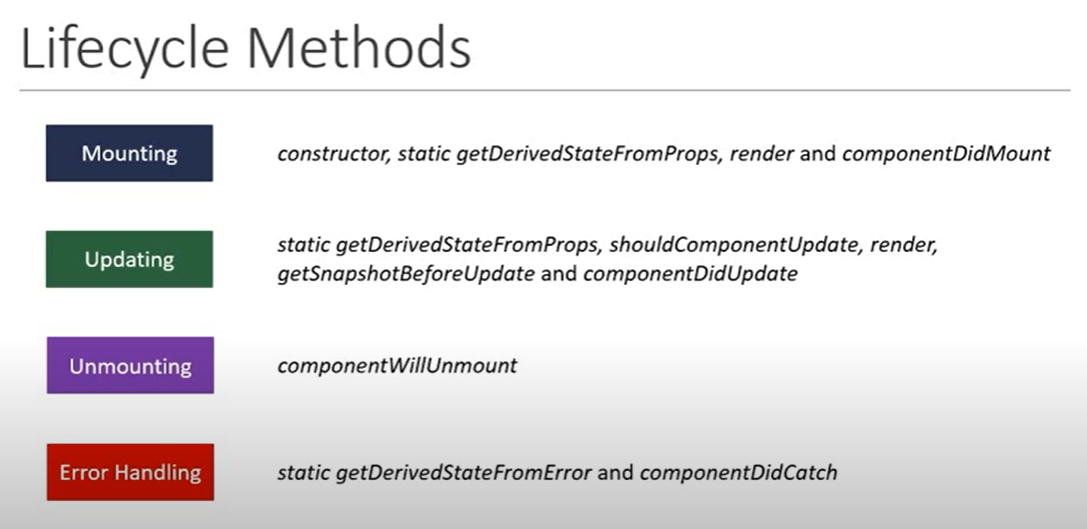 Lifecycle Methods
Mounting
constructor, static getDerivedStateFromProps, render and componentDidMount
Updating
static getDerivedStateFromProps, shouldComponentUpdate, render,
getSnapshotBeforeUpdate and componentDidUpdate
Unmounting
componentWillUnmount
Error Handling
static getDerivedStateFromError and componentDidCatch